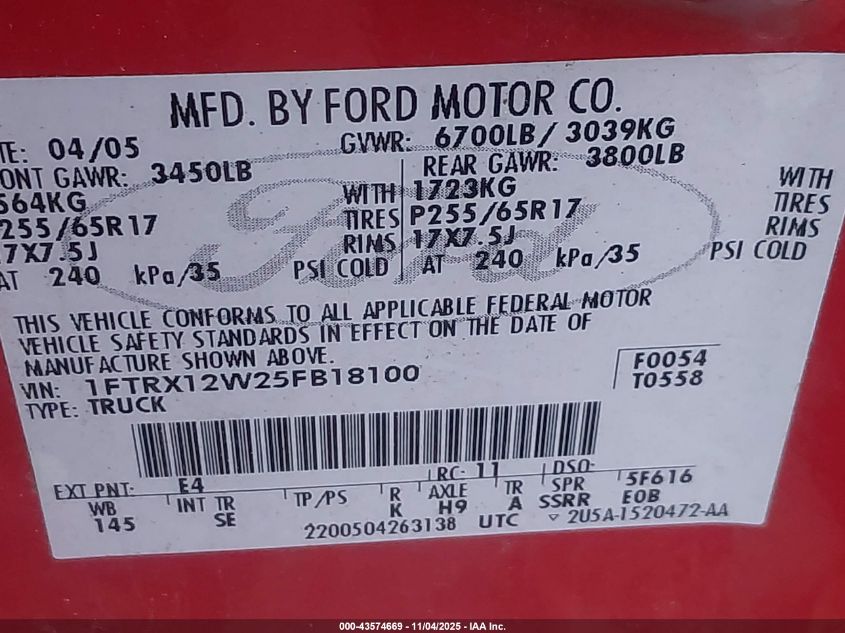 MFD. BY FORD MOTOR CO.
TE: 04/05 GVWR: 6700LB/ 3039KG
ONT GAWR: 3450LB REAR GAWR: 3800LB
564KG WITH 1723KG WITH
255/65R17 TIRES P255/65R17 TIRES
7X7.5J RIMS 17X7.5J RIMS
AT 240 kPa/35 PSI COLD AT 240 kPa/35 PSI COLD
Ford
THIS VEHICLE CONFORMS TO ALL APPLICABLE FEDERAL MOTOR
VEHICLE SAFETY STANDARDS IN EFFECT ON THE DATE OF
MANUFACTURE SHOWN ABOVE.
VIN: 1FTRX12W25FB18100 F0054
TYPE: TRUCK T0558
EXT PNT: E4 RC: 11 DSO:
WB INT TR TP/PS R AXLE TR SPR 5F616
145 SE K H9 A SSRR EOB
2200504263138 UTC ▽ 2U5A-1520472-AA
000-43574669 - 11/04/2025 - IAA Inc.